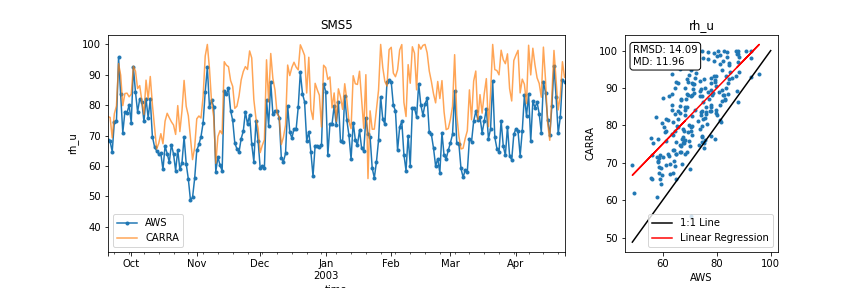 SMS5
rh_u
100
90
80
70
60
50
40
rh_u
AWS
CARRA
Oct
Nov
Dec
Jan
2003
Feb
Mar
Apr
time
rh_u
RMSD: 14.09
MD: 11.96
100
90
80
70
60
50
CARRA
1:1 Line
Linear Regression
60
80
100
AWS